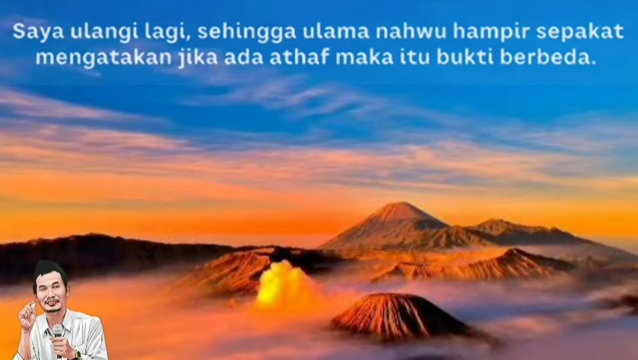 Saya ulangi lagi, sehingga ulama nahwu hampir sepakat
mengatakan jika ada athaf maka itu bukti berbeda.